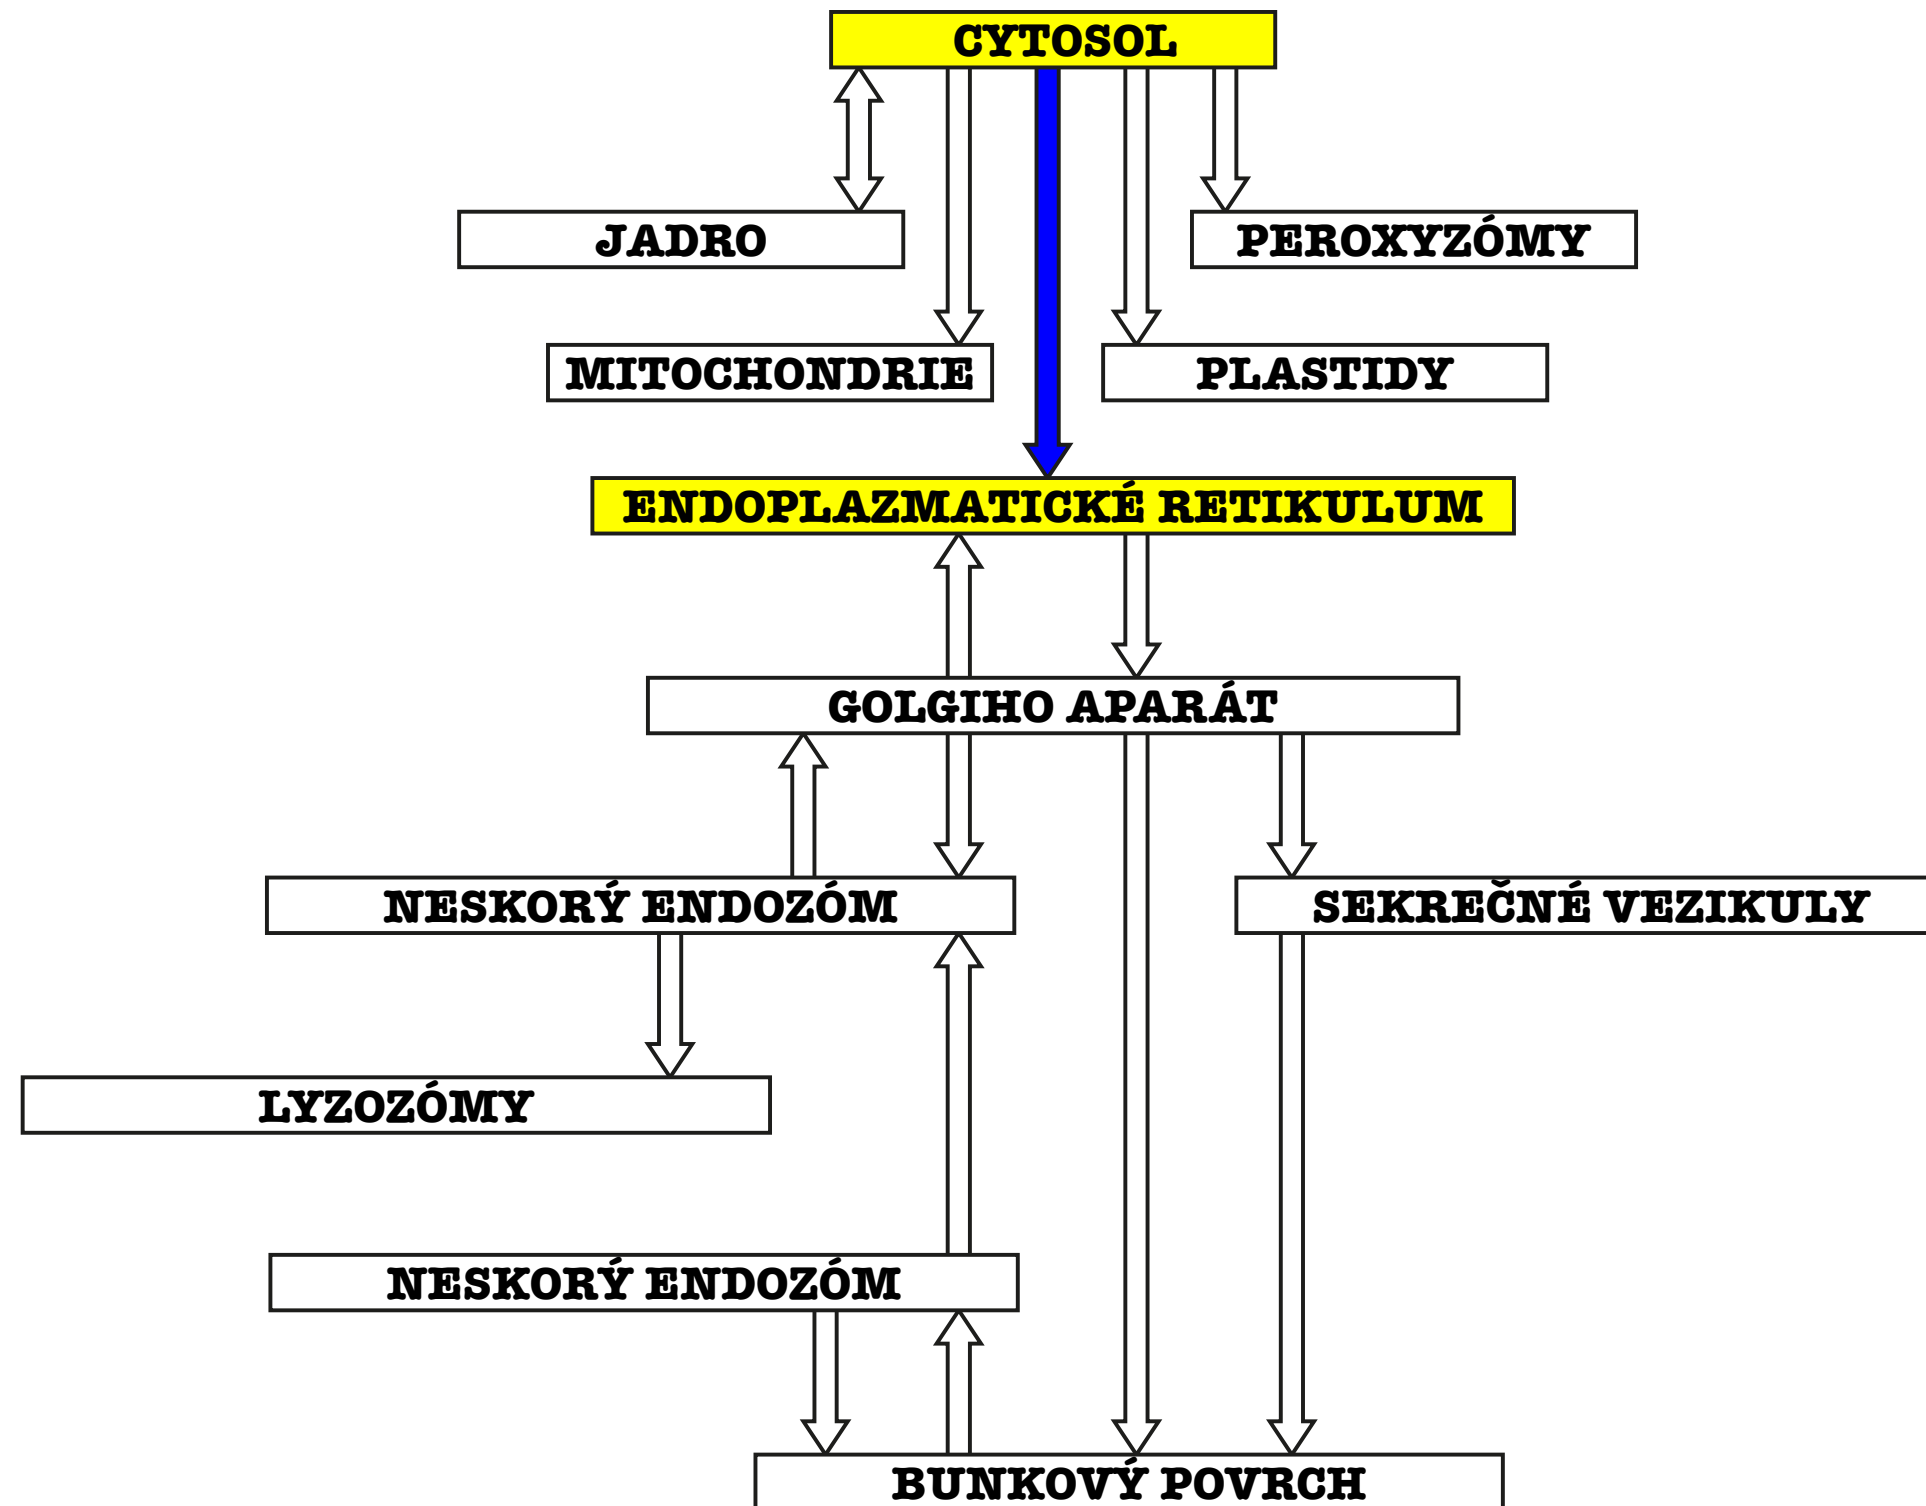 CYTOSOL
JADRO
PEROXYZÓMY
MITOCHONDRIE
PLASTIDY
ENDOPLAZMATICKÉ RETIKULUM
GOLGIHO APARÁT
NESKORÝ ENDOZÓM
SEKREČNÉ VEZIKULY
LYZOZÓMY
NESKORÝ ENDOZÓM
BUNKOVÝ POVRCH